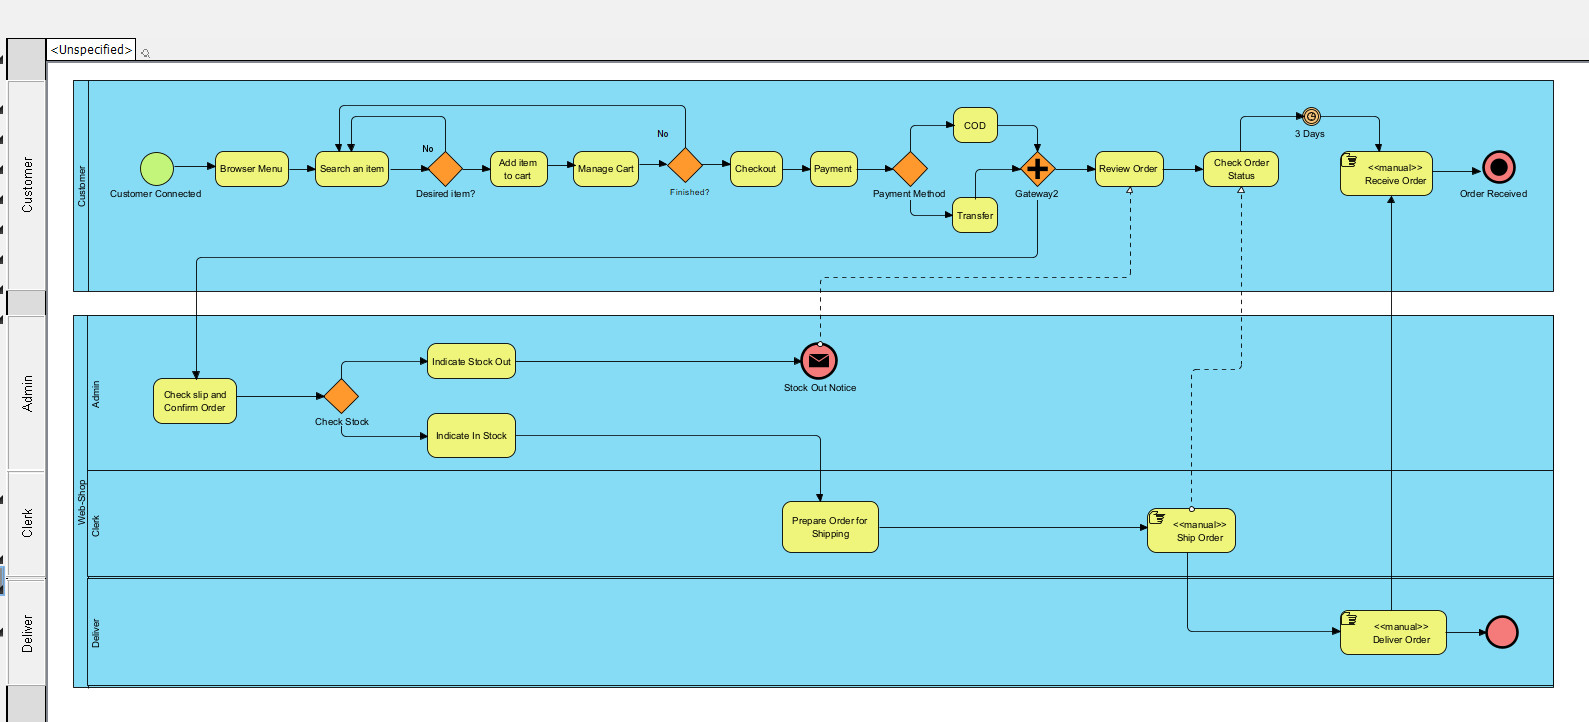 <Unspecified>
Customer
Admin
Clerk
Deliver
Customer
Customer Connected
Browser Menu
Search an item
No
Desired item?
Add item
to cart
Manage Cart
No
Finished?
Checkout
Payment
Payment Method
COD
Transfer
Gateway2
Review Order
Check Order
Status
3 Days
<<manual>>
Receive Order
Order Received
Web-Shop
Admin
Check slip and
Confirm Order
Check Stock
Indicate Stock Out
Indicate In Stock
Stock Out Notice
Clerk
Prepare Order for
Shipping
<<manual>>
Ship Order
Deliver
<<manual>>
Deliver Order